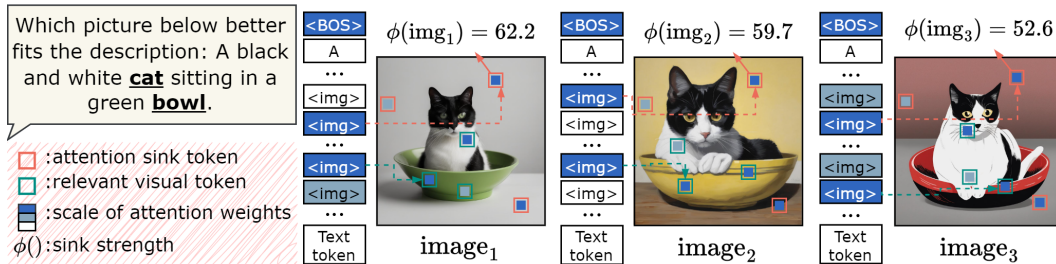 Which picture below better
fits the description: A black
and white cat sitting in a
green bowl.
:attention sink token
:relevant visual token
:scale of attention weights
ϕ():sink strength
<BOS>
A
...
<img>
<img>
...
<img>
<img>
...
Text
token
ϕ(img₁) = 62.2
image₁
<BOS>
A
...
<img>
<img>
...
<img>
<img>
...
Text
token
ϕ(img₂) = 59.7
image₂
<BOS>
A
...
<img>
<img>
...
<img>
<img>
...
Text
token
ϕ(img₃) = 52.6
image₃